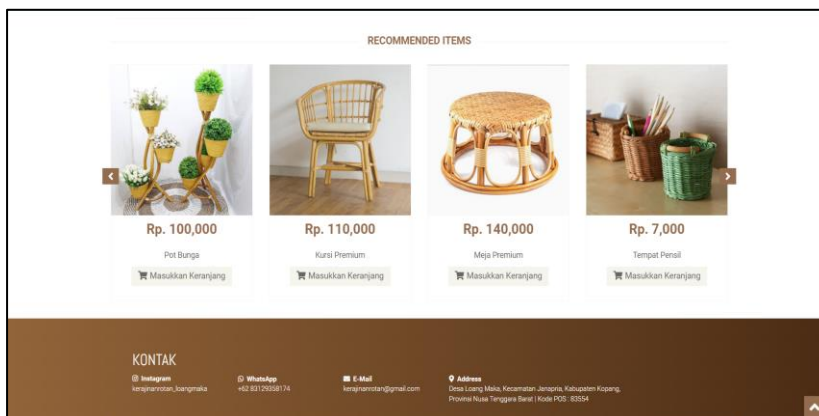 RECOMMENDED ITEMS
Rp. 100,000
Rp. 110,000
Rp. 140,000
Rp. 7,000
Pot Bunga
Kursi Premium
Meja Premium
Tempat Pensil
Masukkan Keranjang
Masukkan Keranjang
Masukkan Keranjang
Masukkan Keranjang
KONTAK
Instagram
kerajinanrotan_loangmaka
WhatsApp
+62 83129358174
E-Mail
kerajinanrotan@gmail.com
Address
Desa Loang Maka, Kecamatan Janapria, Kabupaten Kopang,
Provinsi Nusa Tenggara Barat | Kode POS : 83554